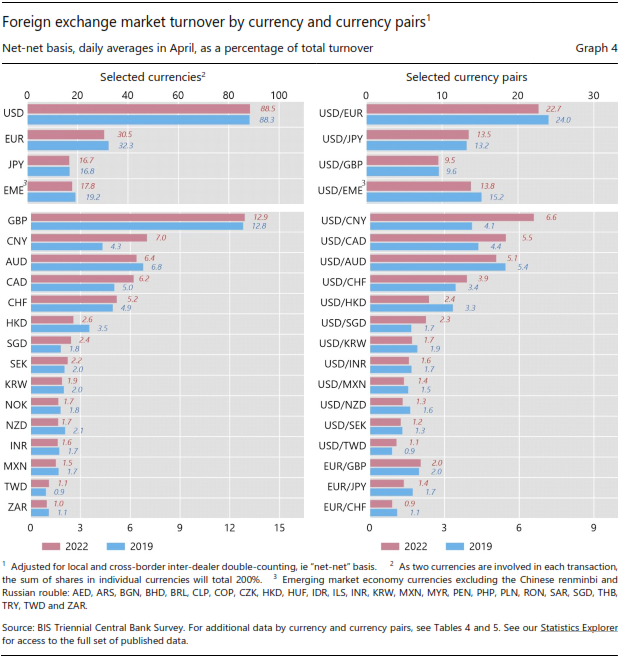 Foreign exchange market turnover by currency and currency pairs¹
Net-net basis, daily averages in April, as a percentage of total turnover Graph 4
Selected currencies² Selected currency pairs
0 20 40 60 80 100 0 10 20 30
USD 88.5 USD/EUR 22.7
88.3 24.0
EUR 30.5 USD/JPY 13.5
32.3 13.2
JPY 16.7 USD/GBP 9.5
16.8 9.6
EME³ 17.8 USD/EME³ 13.8
19.2 15.2
GBP 12.9 USD/CNY 6.6
12.8 4.1
CNY 7.0 USD/CAD 5.5
4.3 4.4
AUD 6.4 USD/AUD 5.1
6.8 5.4
CAD 6.2 USD/CHF 3.9
5.0 3.4
CHF 5.2 USD/HKD 2.4
4.9 3.3
HKD 2.6 USD/SGD 2.3
3.5 1.7
SGD 2.4 USD/KRW 1.7
1.8 1.9
SEK 2.2 USD/INR 1.6
2.0 1.7
KRW 1.9 USD/MXN 1.4
2.0 1.5
NOK 1.7 USD/NZD 1.3
1.8 1.6
NZD 1.7 USD/SEK 1.2
2.1 1.3
INR 1.6 USD/TWD 1.1
1.7 0.9
MXN 1.5 EUR/GBP 2.0
1.7 2.0
TWD 1.1 EUR/JPY 1.4
0.9 1.7
ZAR 1.0 EUR/CHF 0.9
1.1 1.1
0 3 6 9 12 15 0 3 6 9
2022 2019 2022 2019
¹ Adjusted for local and cross-border inter-dealer double-counting, ie "net-net" basis. ² As two currencies are involved in each transaction,
the sum of shares in individual currencies will total 200%. ³ Emerging market economy currencies excluding the Chinese renminbi and
Russian rouble: AED, ARS, BGN, BHD, BRL, CLP, COP, CZK, HKD, HUF, IDR, ILS, INR, KRW, MXN, MYR, PEN, PHP, PLN, RON, SAR, SGD, THB,
TRY, TWD and ZAR.
Source: BIS Triennial Central Bank Survey. For additional data by currency and currency pairs, see Tables 4 and 5. See our Statistics Explorer
for access to the full set of published data.